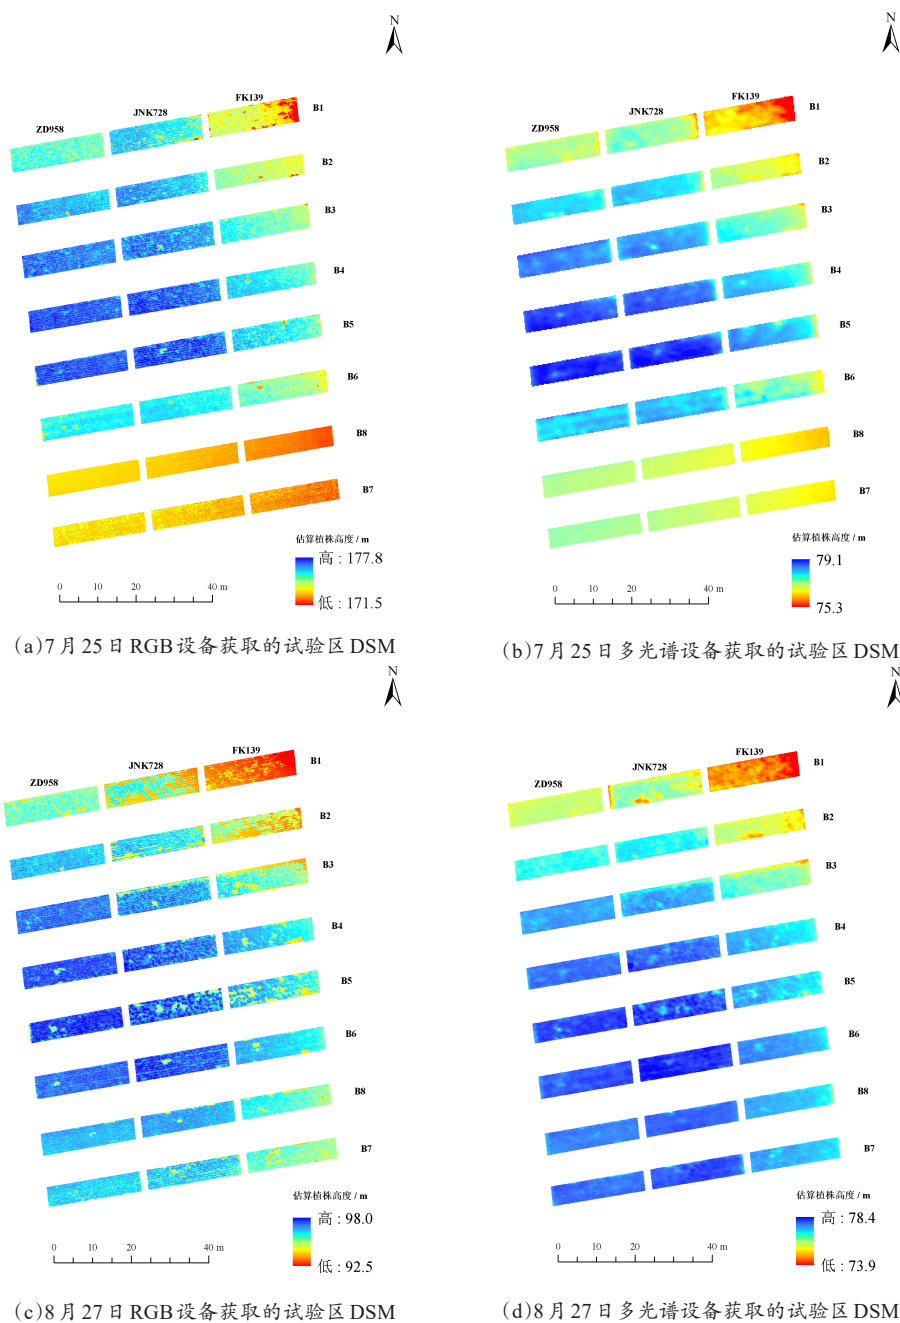 N
FK139
B1
JNK728
ZD958
B2
B3
B4
B5
B6
B8
B7
估算植株高度 / m
高 : 177.8
低 : 171.5
0 10 20 40 m
(a)7月25日RGB设备获取的试验区DSM
N
FK139
B1
JNK728
ZD958
B2
B3
B4
B5
B6
B8
B7
估算植株高度 / m
79.1
75.3
0 10 20 40 m
(b)7月25日多光谱设备获取的试验区DSM
N
FK139
B1
JNK728
ZD958
B2
B3
B4
B5
B6
B8
B7
估算植株高度 / m
高 : 98.0
低 : 92.5
0 10 20 40 m
(c)8月27日RGB设备获取的试验区DSM
N
FK139
B1
JNK728
ZD958
B2
B3
B4
B5
B6
B8
B7
估算植株高度 / m
高 : 78.4
低 : 73.9
0 10 20 40 m
(d)8月27日多光谱设备获取的试验区DSM